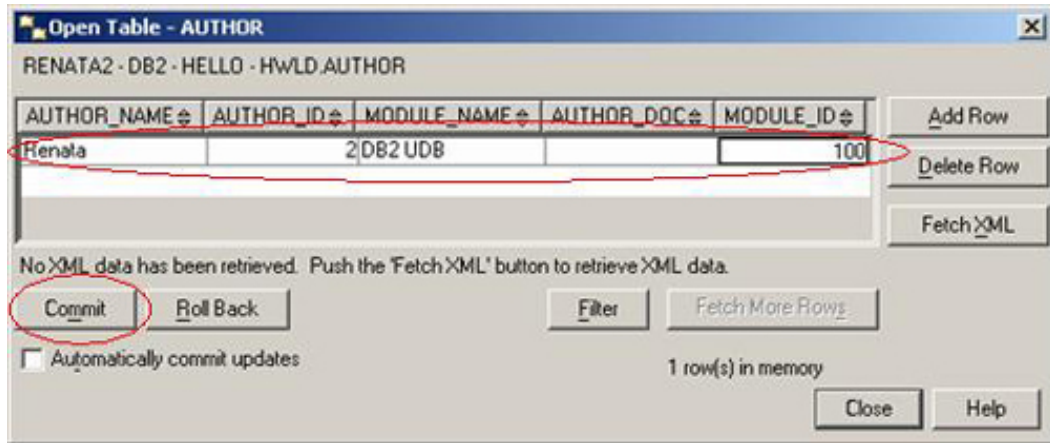 Open Table - AUTHOR
RENATA2 - DB2 - HELLO - HWLD.AUTHOR
AUTHOR_NAME AUTHOR_ID MODULE_NAME AUTHOR_DOC MODULE_ID
Add Row
Renata 2 DB2 UDB 100
Delete Row
Fetch XML
No XML data has been retrieved. Push the 'Fetch XML' button to retrieve XML data.
Commit Roll Back Filter Fetch More Rows
Automatically commit updates
1 row(s) in memory
Close Help